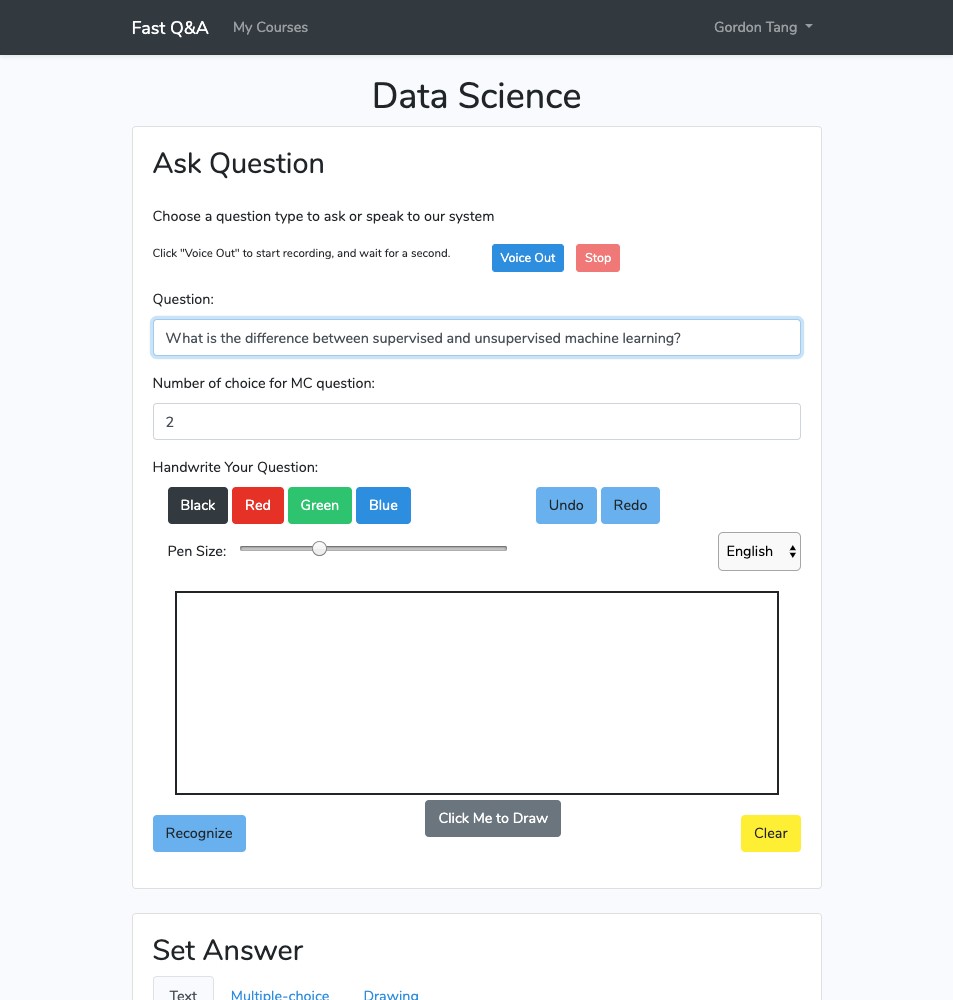 Fast Q&A My Courses Gordon Tang
Data Science
Ask Question
Choose a question type to ask or speak to our system
Click "Voice Out" to start recording, and wait for a second. Voice Out Stop
Question:
What is the difference between supervised and unsupervised machine learning?
Number of choice for MC question:
2
Handwrite Your Question:
Black Red Green Blue Undo Redo
Pen Size: English
Click Me to Draw
Recognize Clear
Set Answer
Text Multiple-choice Drawing